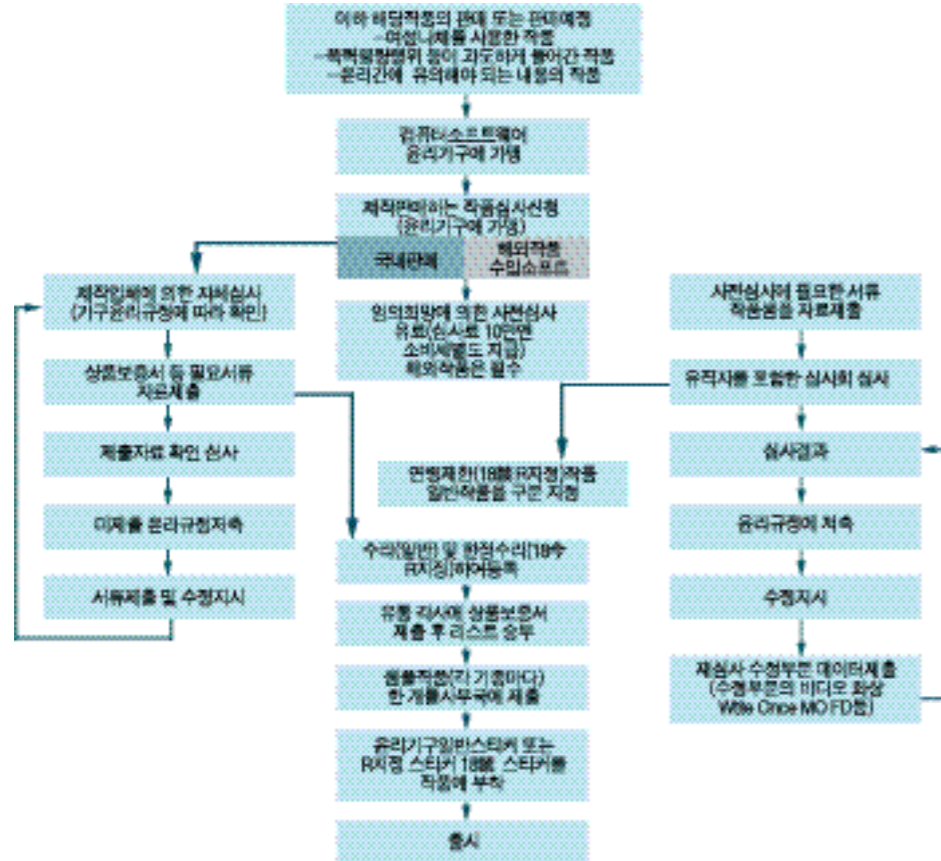 이하 해당작품의 판매 또는 판매예정
-여성나체를 사용한 작품
-폭력불량행위 등이 과도하게 들어간 작품
-윤리간에 유의해야 되는 내용의 작품
컴퓨터소프트웨어
윤리기구에 가맹
제작판매하는 작품심사신청
(윤리기구에 가맹)
국내판매
해외작품
수입소프트
제작업체에 의한 자체심사
(기구윤리규정에 따라 확인)
임의희망에 의한 사전심사
유료(심사료 10만엔
소비세별도 지급)
해외작품은 필수
사전심사에 필요한 서류
작품등을 자료제출
상품보증서 등 필요서류
자료제출
유직자를 포함한 심사회 심사
제출자료 확인 심사
심사결과
연령제한(18禁 R지정)작품
일반작품을 구분 지정
미제출 윤리규정저촉
윤리규정에 저촉
수리(일반) 및 한정수리(18수
R지정)하여등록
서류제출 및 수정지시
수정지시
유통 각사에 상품보증서
제출 후 리스트 송부
샘플작품(각 기종마다)
한 개를사무국에 제출
재심사 수정부분 데이터제출
(수정부분의 비디오 화상
Write Once MO FD등)
윤리기구일반스티커 또는
R지정 스티커 18禁 스티커를
작품에 부착
출시